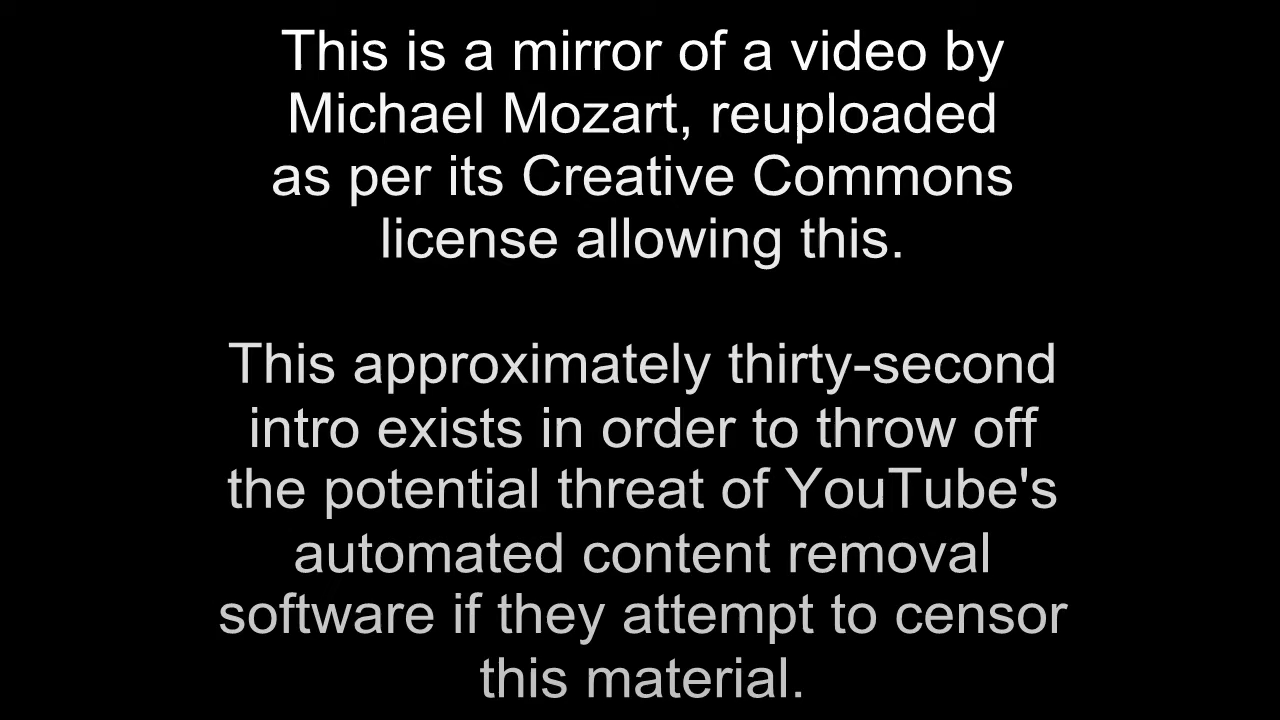 This is a mirror of a video by
Michael Mozart, reuploaded
as per its Creative Commons
license allowing this.
This approximately thirty-second
intro exists in order to throw off
the potential threat of YouTube's
automated content removal
software if they attempt to censor
this material.